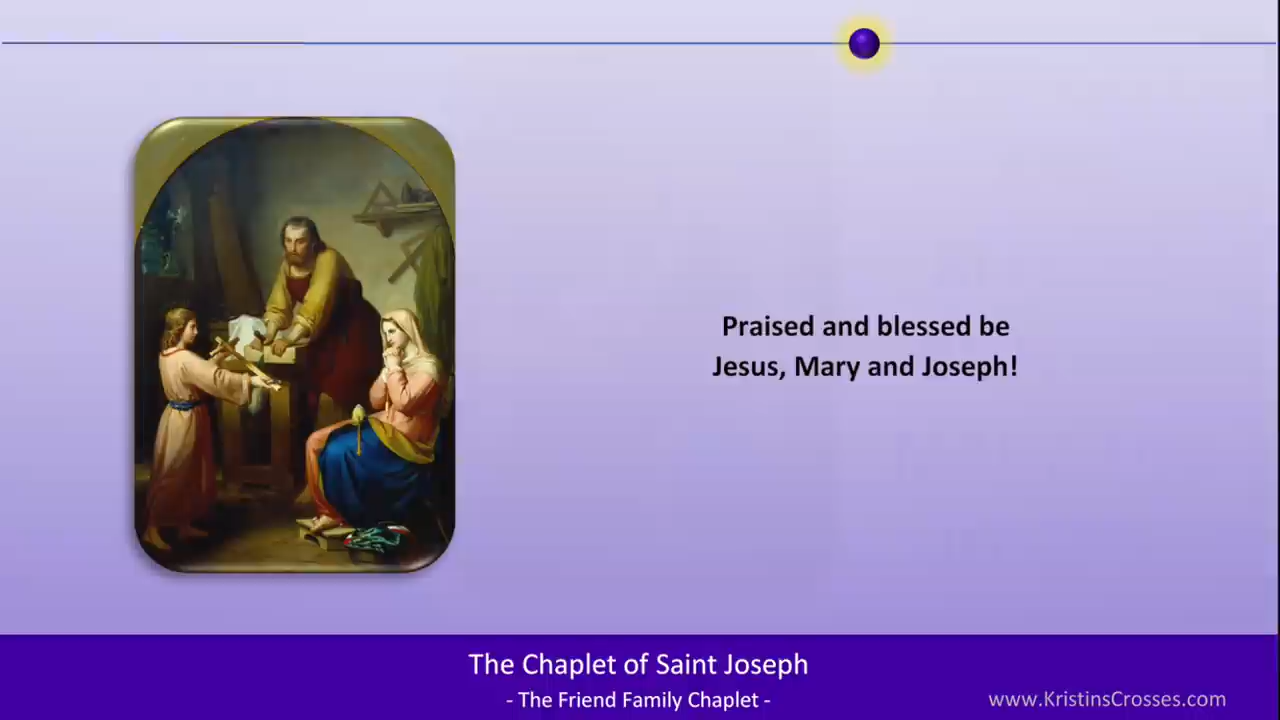 Praised and blessed be
Jesus, Mary and Joseph!
The Chaplet of Saint Joseph
- The Friend Family Chaplet -
www.KristinsCrosses.com